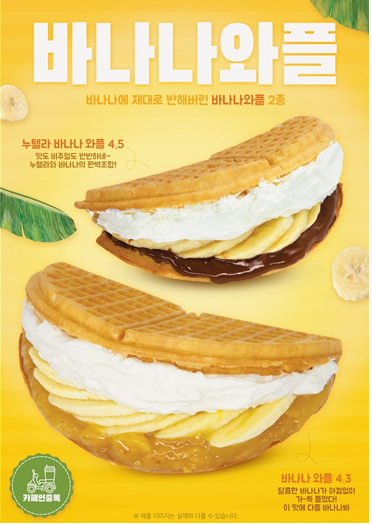 바나나와플
바나나에 제대로 반해버린 바나나와플 2종
누텔라 바나나 와플 4.5
맛도 비주얼도 반반하네~
누텔라와 바나나의 완벽조합!
바나나 와플 4.3
달콤한 바나나가 아낌없이
가-득 들었다!
이 맛에 다들 바나나봐
카페인중독
※ 제품 이미지는 실제와 다를 수 있습니다.